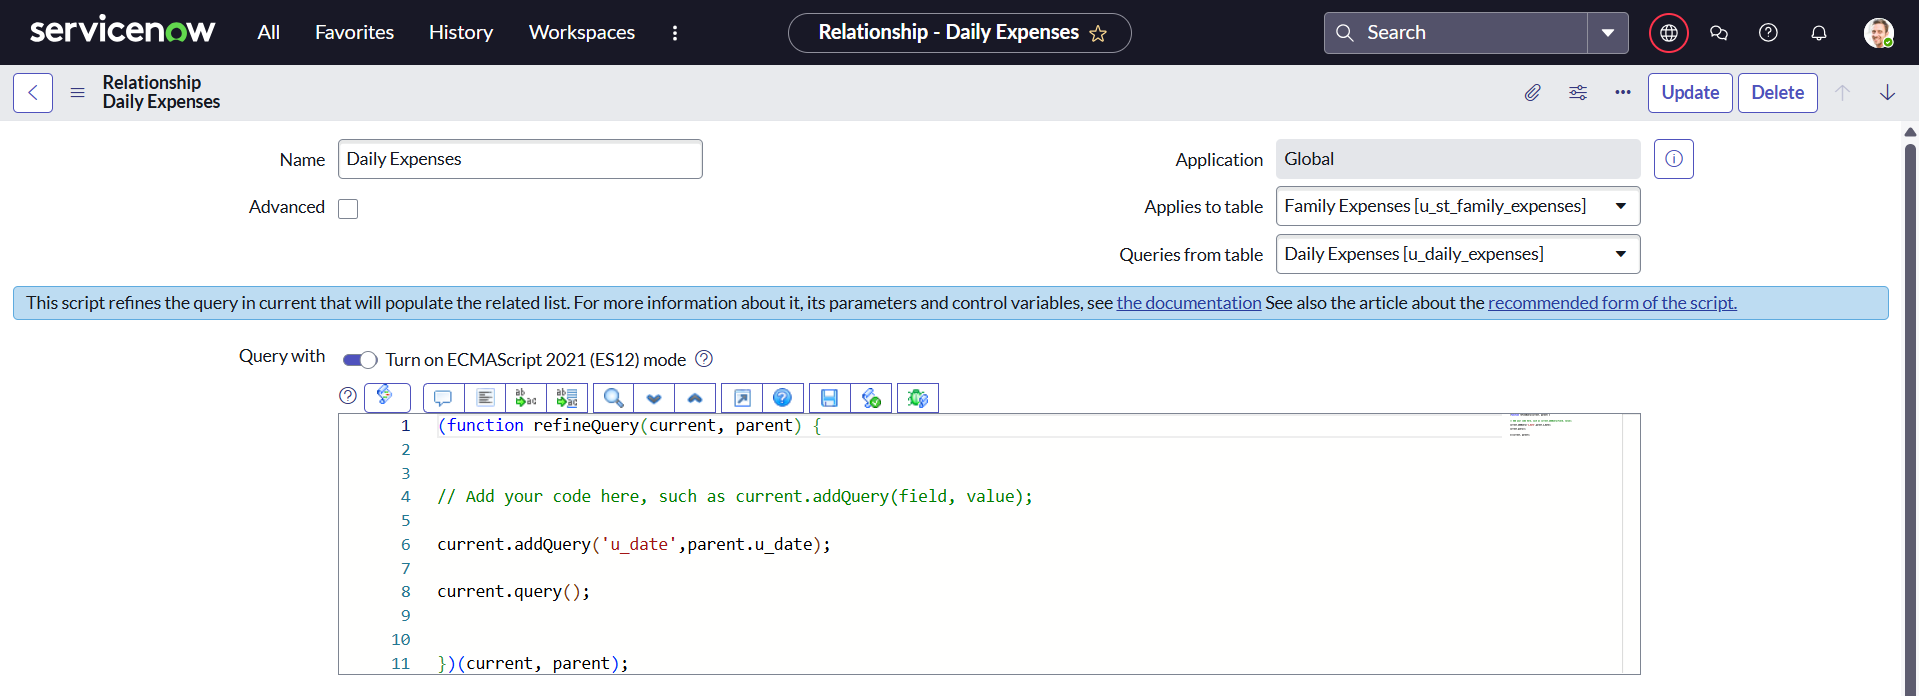 servicenow All Favorites History Workspaces Relationship - Daily Expenses Search
Relationship
Daily Expenses
Update Delete
Name Daily Expenses Application Global
Advanced Applies to table Family Expenses [u_st_family_expenses]
Queries from table Daily Expenses [u_daily_expenses]
This script refines the query in current that will populate the related list. For more information about it, its parameters and control variables, see the documentation See also the article about the recommended form of the script.
Query with Turn on ECMAScript 2021 (ES12) mode
1 (function refineQuery(current, parent) {
2
3
4 // Add your code here, such as current.addQuery(field, value);
5
6 current.addQuery('u_date',parent.u_date);
7
8 current.query();
9
10
11 })(current, parent);